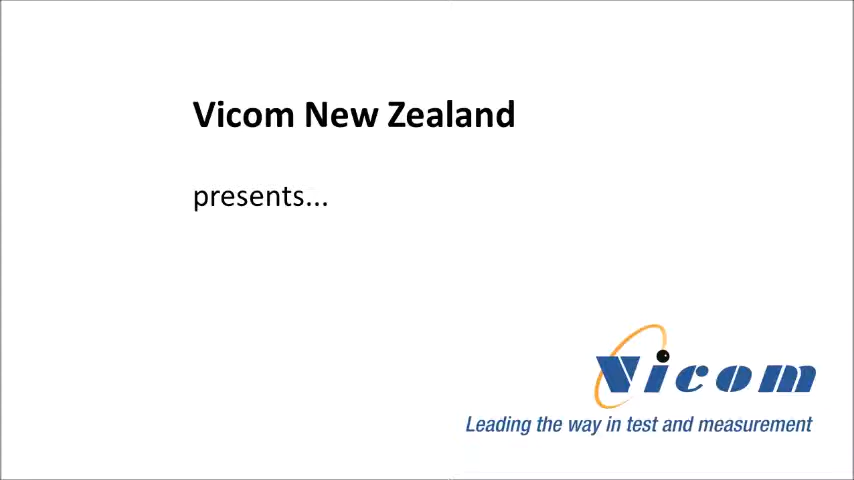 Vicom New Zealand
presents...
Vicom
Leading the way in test and measurement